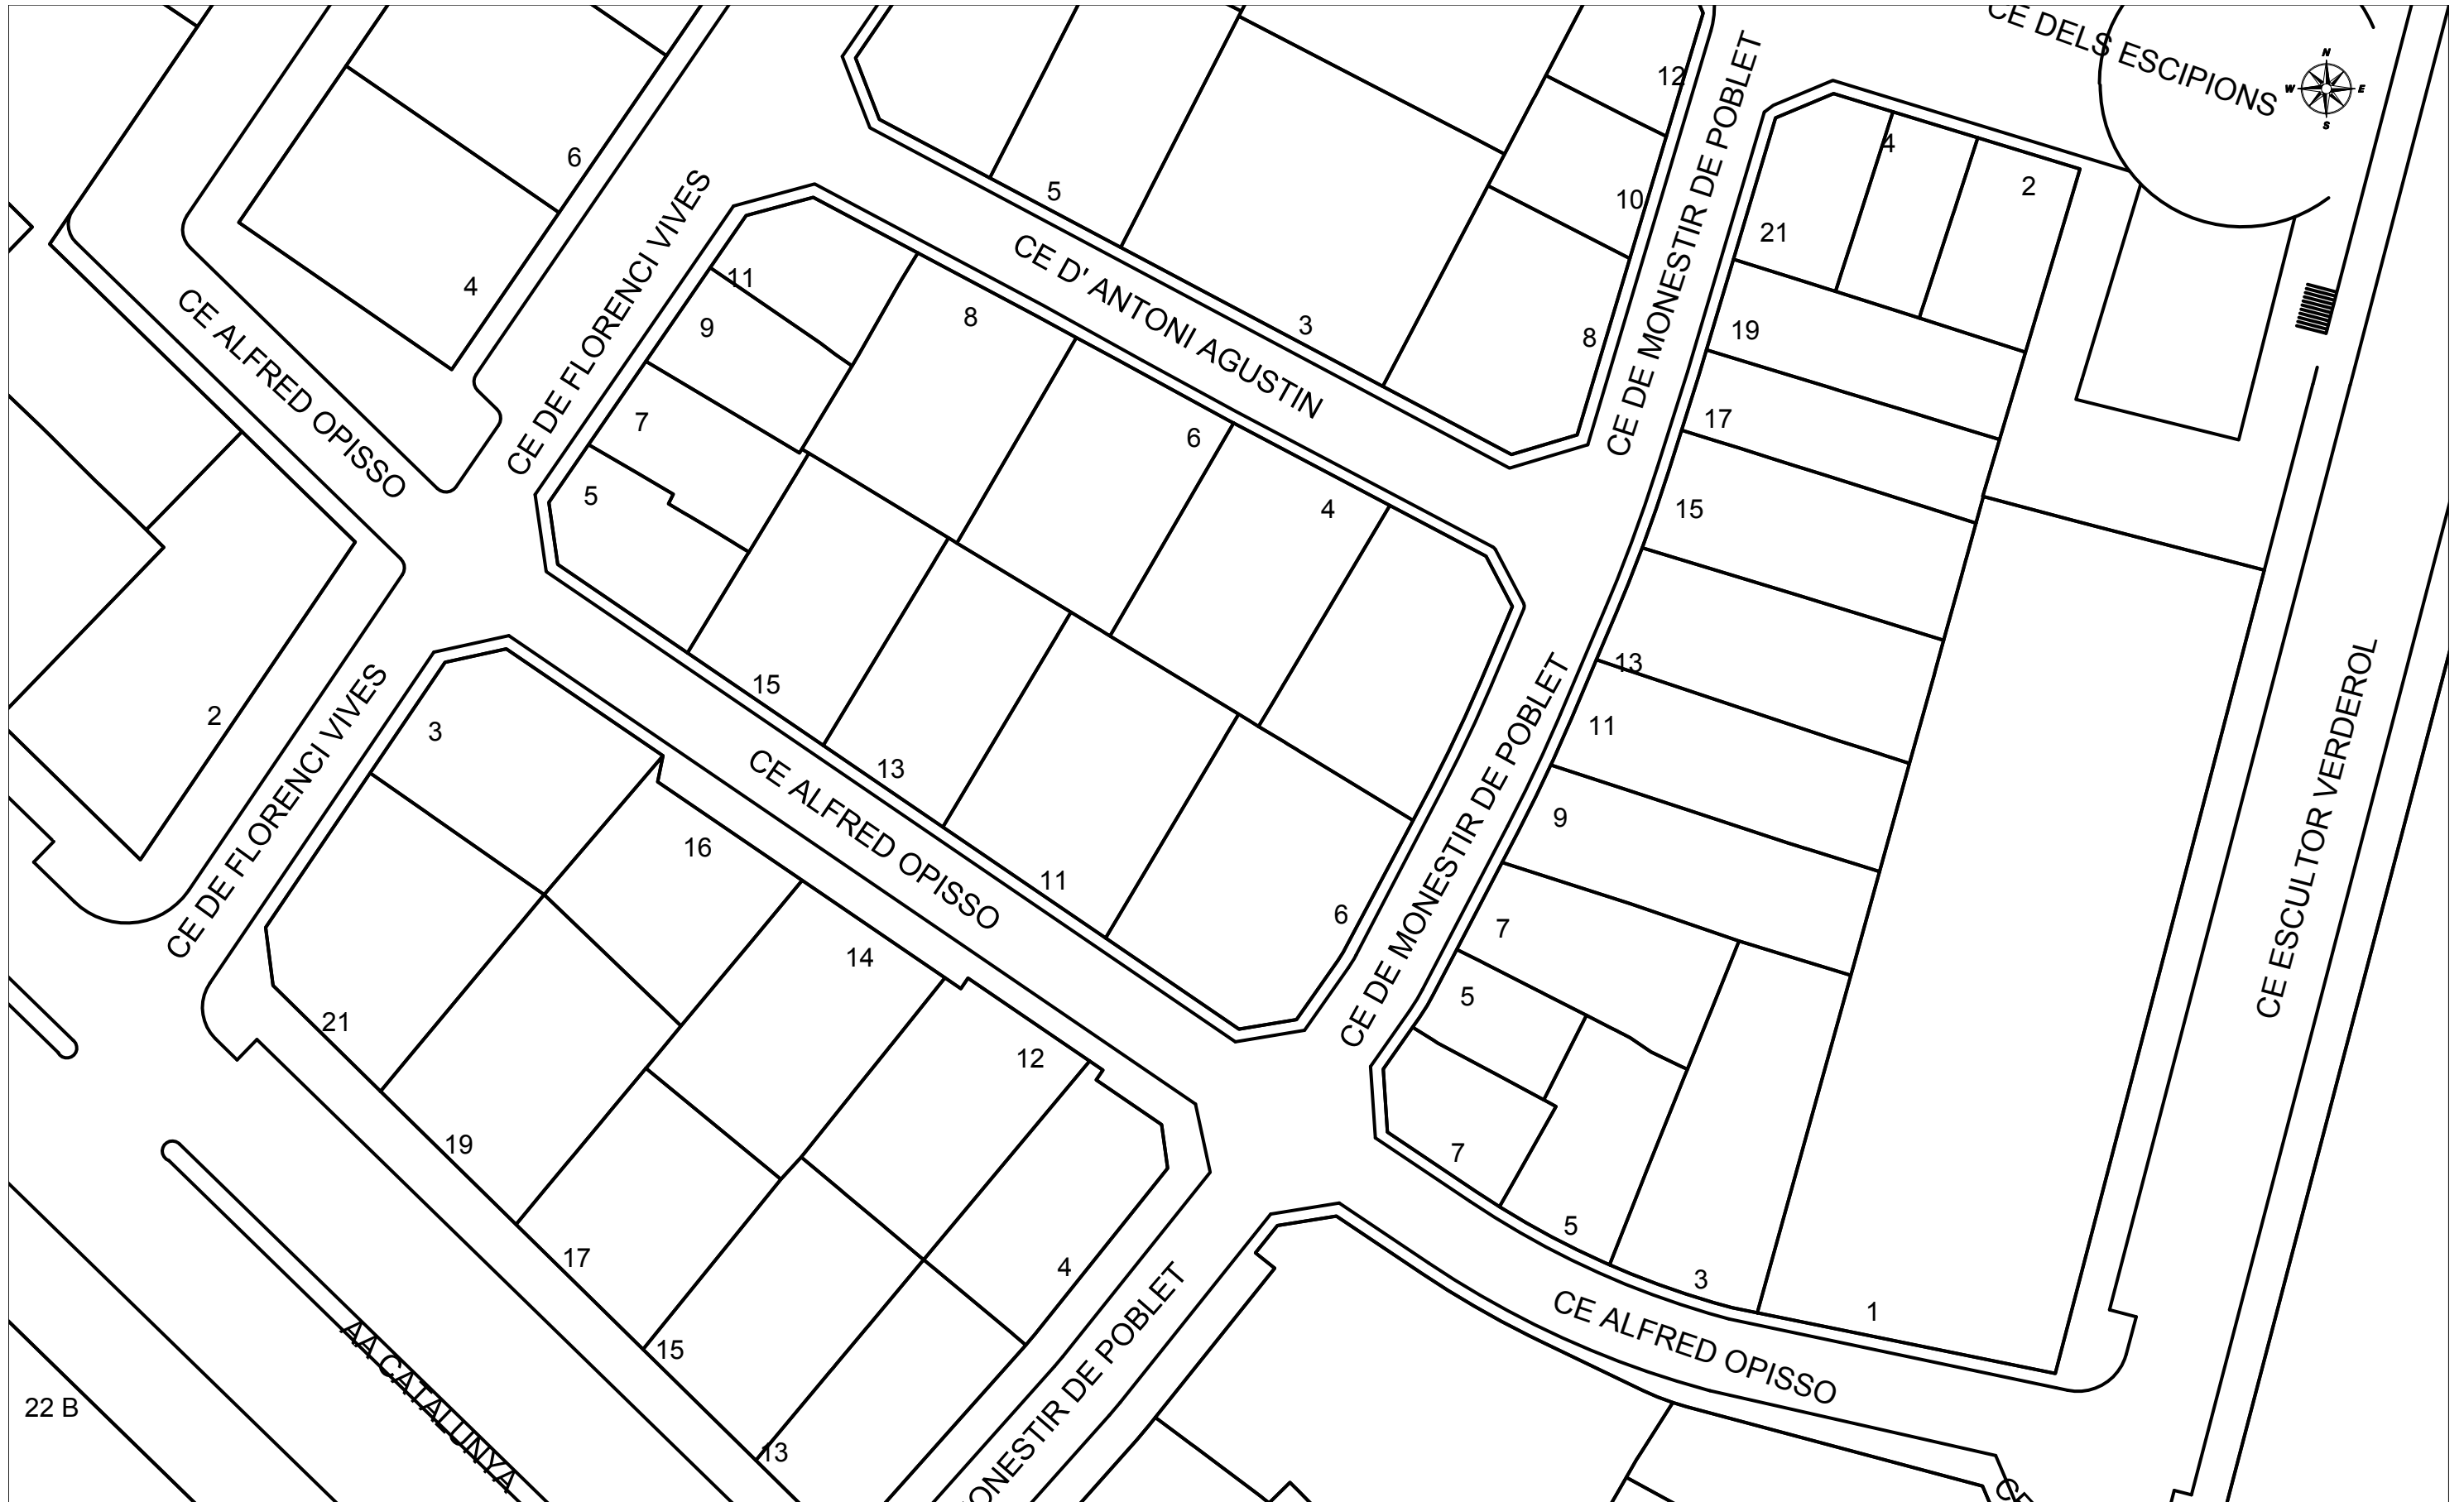 CE DELS ESCIPIONS
N
W
E
S
12
4
6
5
2
10
21
CE DE MONESTIR DE POBLET
CE DE FLORENCI VIVES
11
4
CE D' ANTONI AGUSTIN
8
9
3
8
19
CE ALFRED OPISSO
7
6
17
5
4
15
15
13
2
3
11
13
CE ALFRED OPISSO
9
CE ESCULTOR VERDEROL
CE DE FLORENCI VIVES
16
11
6
7
CE DE MONESTIR DE POBLET
14
5
21
12
19
7
5
17
4
3
1
CE ALFRED OPISSO
15
ONESTIR DE POBLET
22 B
AA CATALUNYA
13